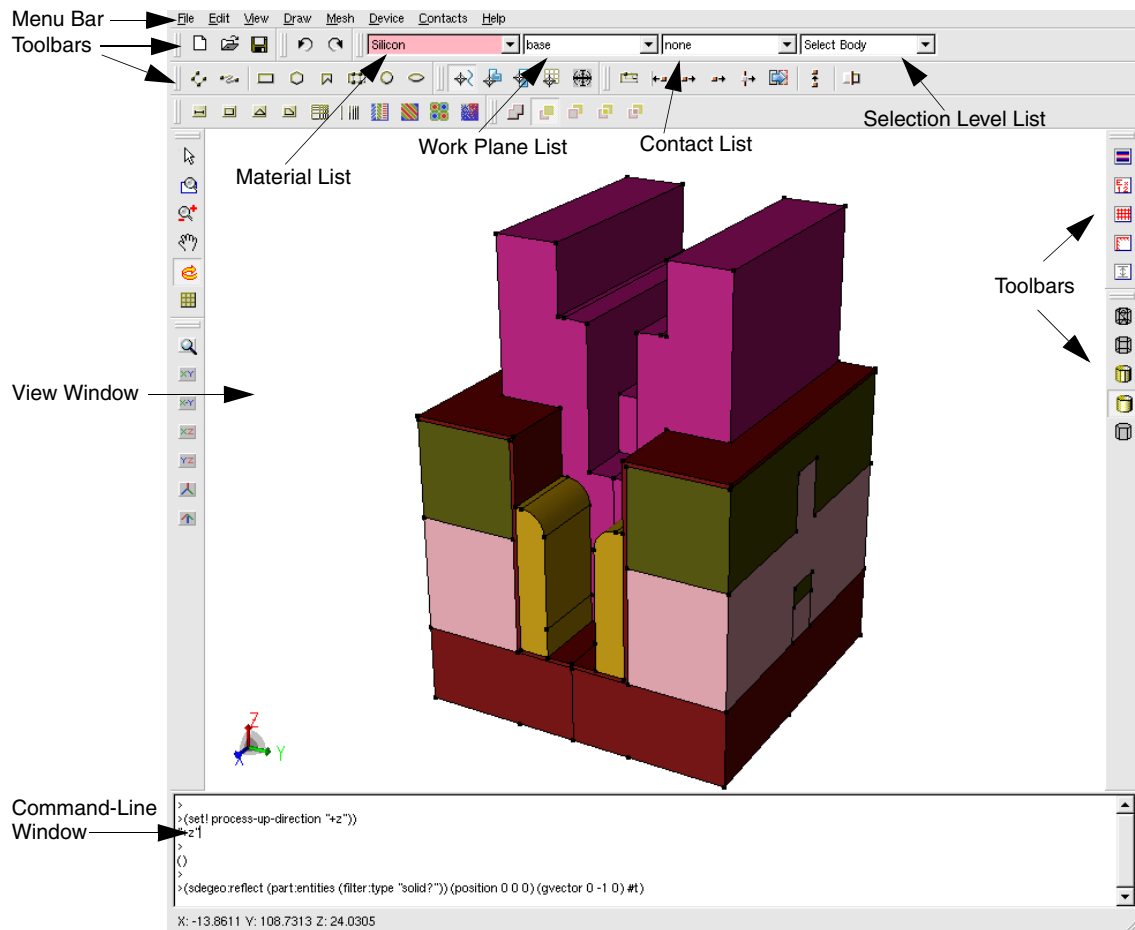 Menu Bar
File Edit View Draw Mesh Device Contacts Help
Toolbars
Silicon
base
none
Select Body
Material List
Work Plane List
Contact List
Selection Level List
Toolbars
View Window
XY
XZ
YZ
Z
X
Y
Command-Line
Window
>
>(set! process-up-direction "+z"))
"+z"
>
()
>
>(sdegeo:reflect (part:entities (filter:type "solid?")) (position 0 0 0) (gvector 0 -1 0) #t)
X: -13.8611 Y: 108.7313 Z: 24.0305